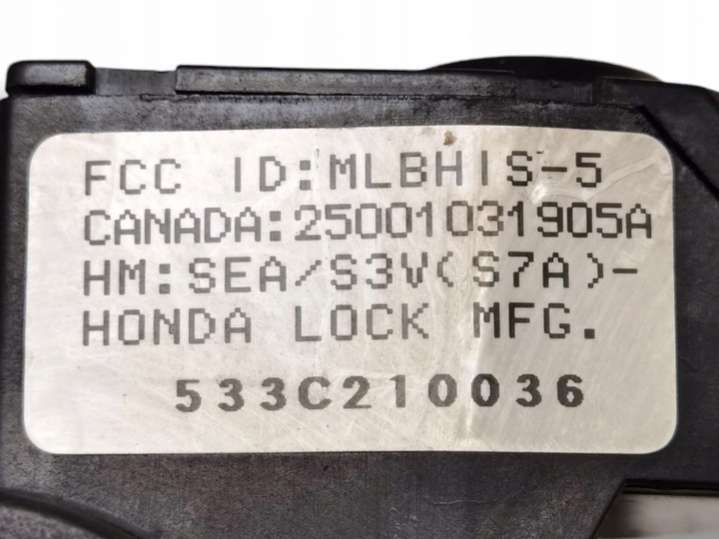 FCC ID:MLBHIS-5
CANADA:25001031905A
HM:SEA/S3V(S7A)-
HONDA LOCK MFG.
533C210036